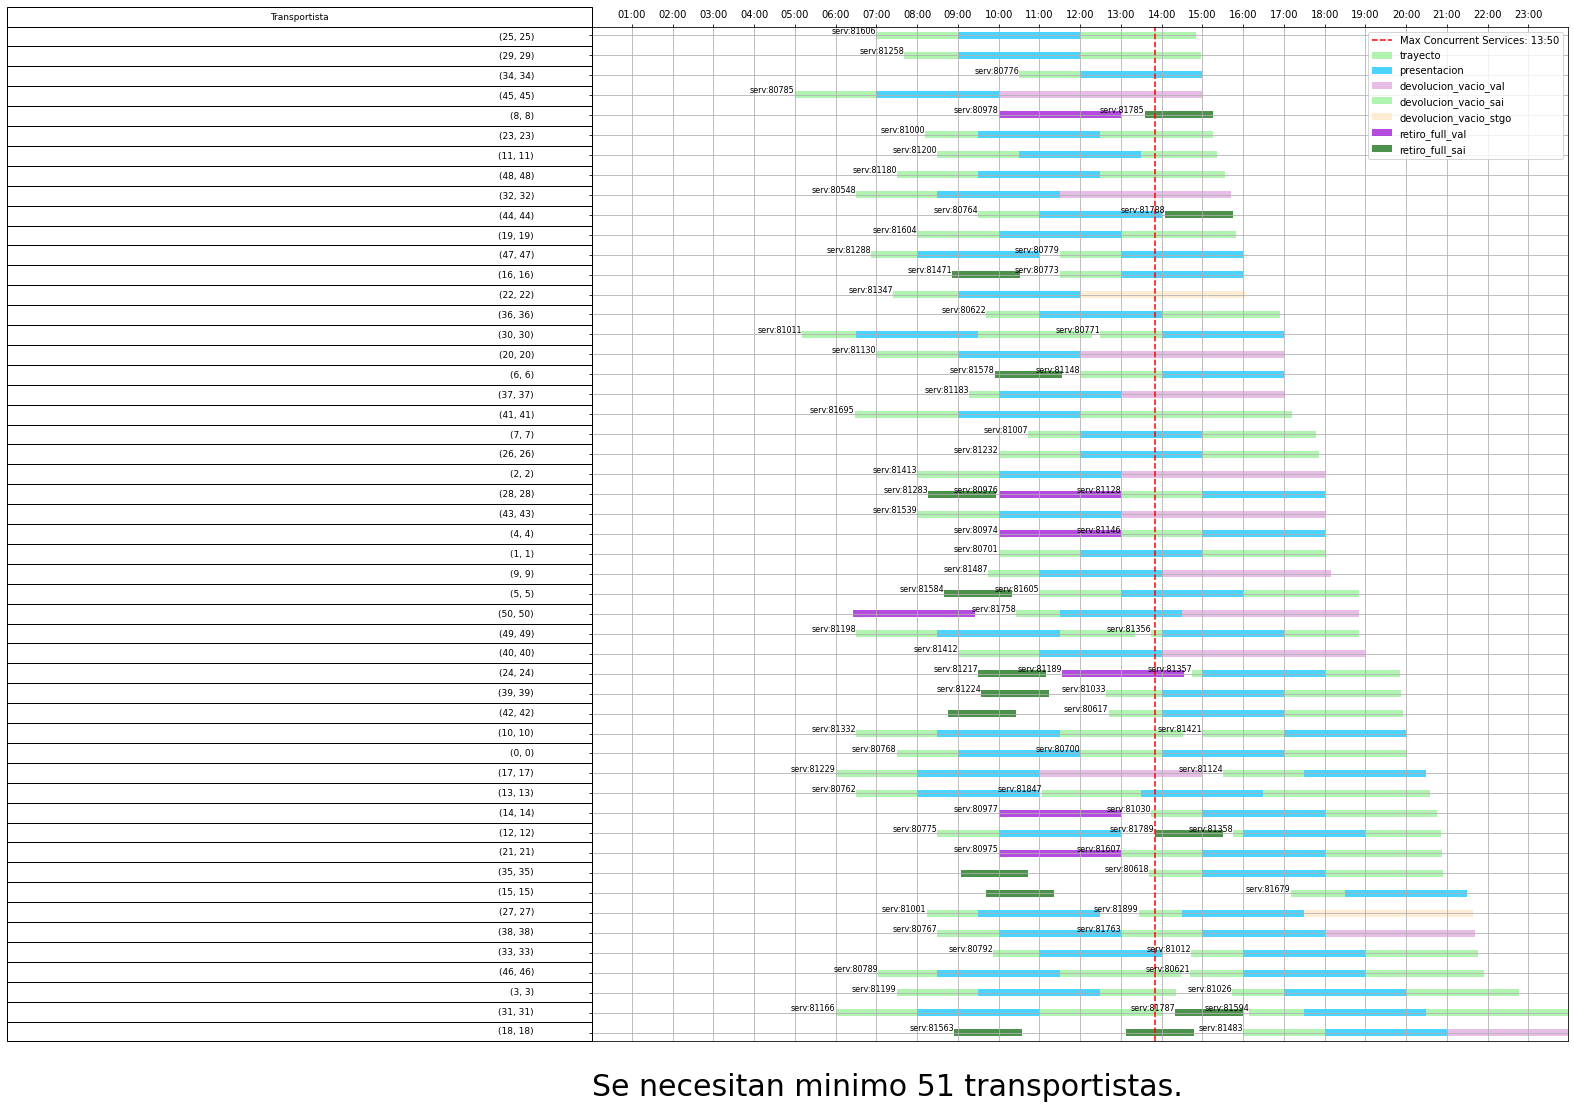 Transportista
01:00 02:00 03:00 04:00 05:00 06:00 07:00 08:00 09:00 10:00 11:00 12:00 13:00 14:00 15:00 16:00 17:00 18:00 19:00 20:00 21:00 22:00 23:00
Max Concurrent Services: 13:50
trayecto
presentacion
devolucion_vacio_val
devolucion_vacio_sai
devolucion_vacio_stgo
retiro_full_val
retiro_full_sai
(25, 25) serv:81606
(29, 29) serv:81258
(34, 34) serv:80776
(45, 45) serv:80785
(8, 8) serv:80978 serv:81785
(23, 23) serv:81000
(11, 11) serv:81200
(48, 48) serv:81180
(32, 32) serv:80548
(44, 44) serv:80764 serv:81788
(19, 19) serv:81604
(47, 47) serv:81288 serv:80779
(16, 16) serv:81471 serv:80773
(22, 22) serv:81347
(36, 36) serv:80622
(30, 30) serv:81011 serv:80771
(20, 20) serv:81130
(6, 6) serv:81578 serv:81148
(37, 37) serv:81183
(41, 41) serv:81695
(7, 7) serv:81007
(26, 26) serv:81232
(2, 2) serv:81413
(28, 28) serv:81283 serv:80976 serv:81128
(43, 43) serv:81539
(4, 4) serv:80974 serv:81146
(1, 1) serv:80701
(9, 9) serv:81487
(5, 5) serv:81584 serv:81605
(50, 50) serv:81758
(49, 49) serv:81198 serv:81356
(40, 40) serv:81412
(24, 24) serv:81217 serv:81189 serv:81357
(39, 39) serv:81224 serv:81033
(42, 42) serv:80617
(10, 10) serv:81332 serv:81421
(0, 0) serv:80768 serv:80700
(17, 17) serv:81229 serv:81124
(13, 13) serv:80762 serv:81847
(14, 14) serv:80977 serv:81030
(12, 12) serv:80775 serv:81789 serv:81358
(21, 21) serv:80975 serv:81607
(35, 35) serv:80618
(15, 15) serv:81679
(27, 27) serv:81001 serv:81899
(38, 38) serv:80767 serv:81763
(33, 33) serv:80792 serv:81012
(46, 46) serv:80789 serv:80621
(3, 3) serv:81199 serv:81026
(31, 31) serv:81166 serv:81787 serv:81594
(18, 18) serv:81563 serv:81483
Se necesitan minimo 51 transportistas.